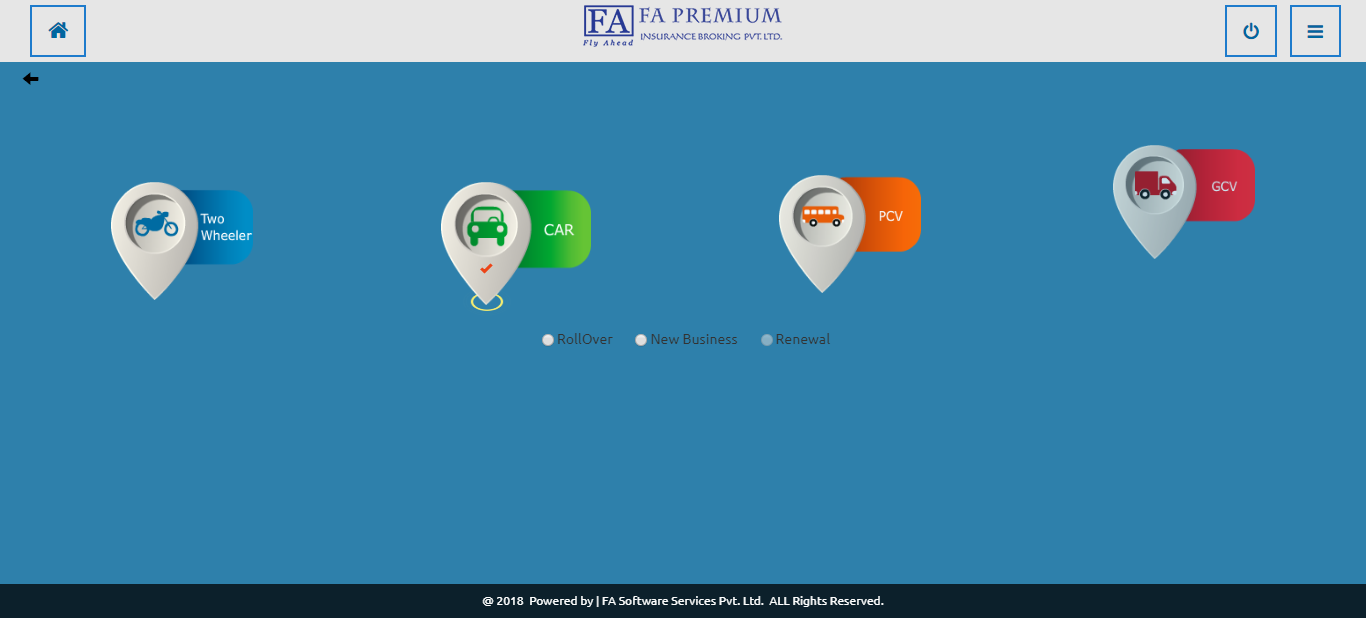 FA
FA PREMIUM
INSURANCE BROKING PVT. LTD.
Fly Ahead
Two
Wheeler
CAR
PCV
GCV
RollOver
New Business
Renewal
@ 2018 Powered by | FA Software Services Pvt. Ltd. ALL Rights Reserved.